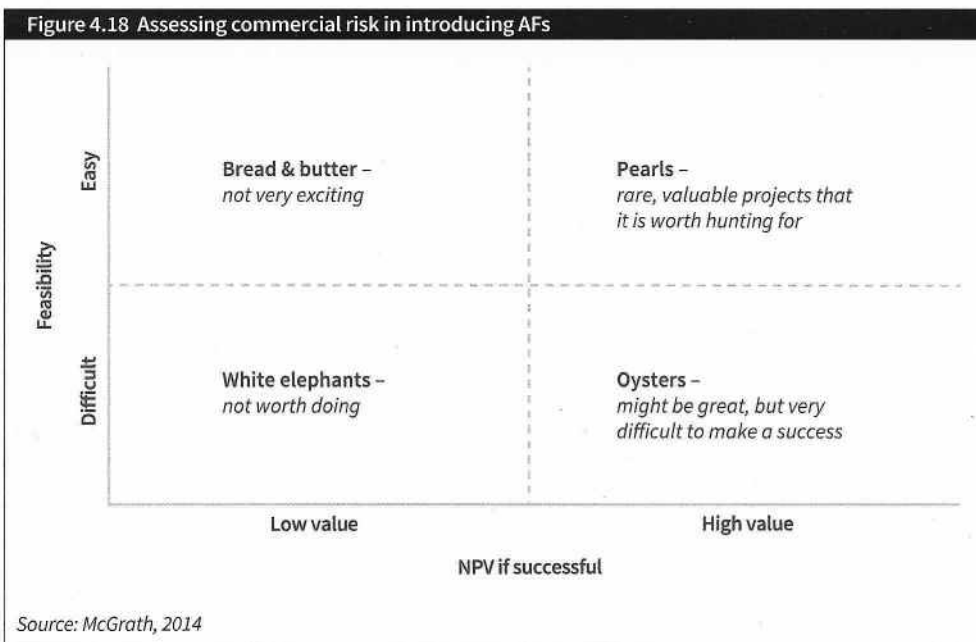 Figure 4.18 Assessing commercial risk in introducing AFs
Easy
Bread & butter –
not very exciting
Pearls –
rare, valuable projects that
it is worth hunting for
Feasibility
Difficult
White elephants –
not worth doing
Oysters –
might be great, but very
difficult to make a success
Low value
High value
NPV if successful
Source: McGrath, 2014